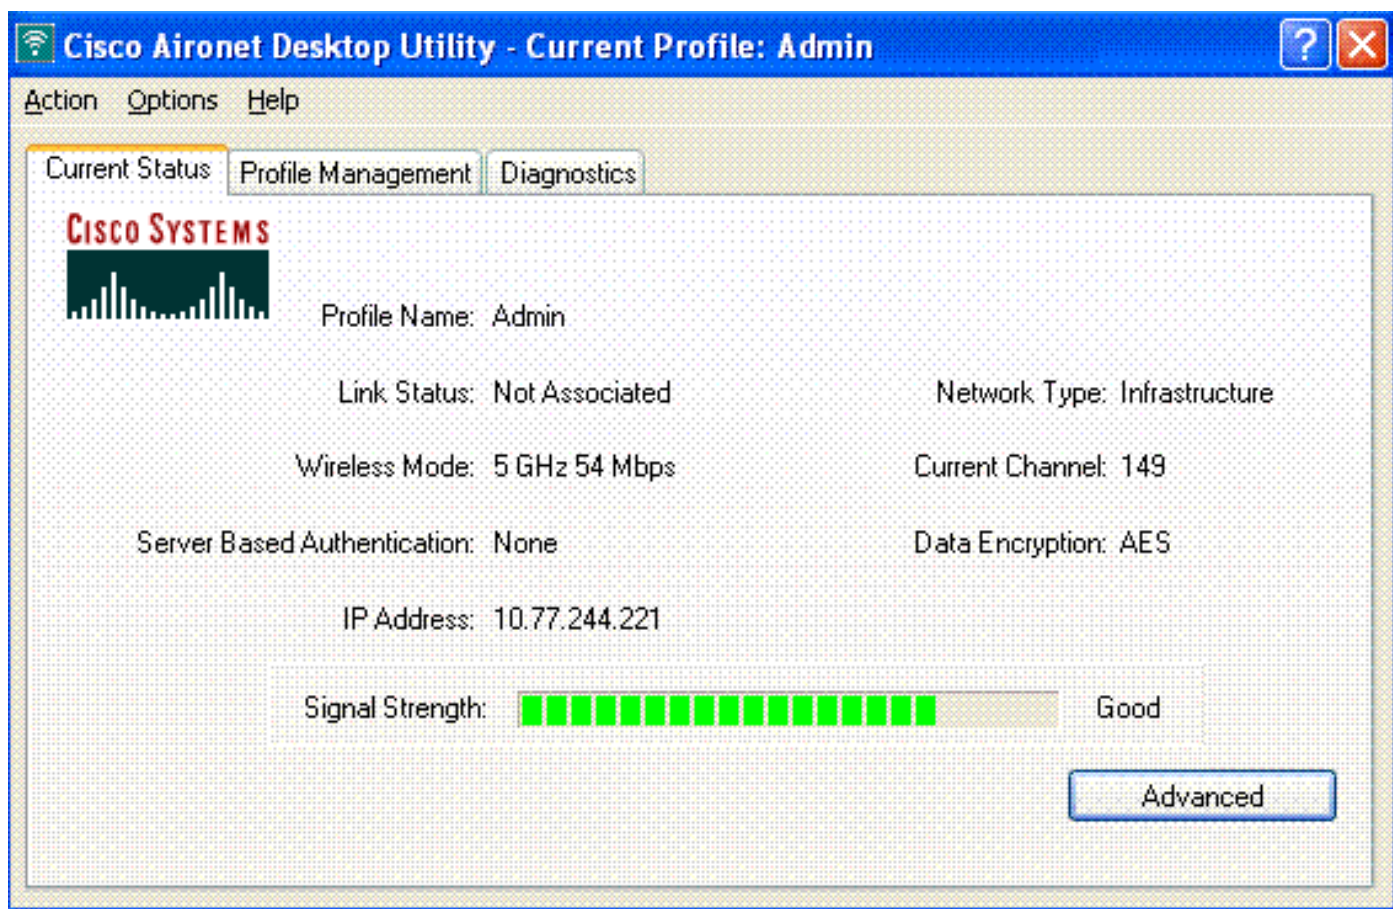 Cisco Aironet Desktop Utility - Current Profile: Admin
Action Options Help
Current Status Profile Management Diagnostics
CISCO SYSTEMS
Profile Name: Admin
Link Status: Not Associated Network Type: Infrastructure
Wireless Mode: 5 GHz 54 Mbps Current Channel: 149
Server Based Authentication: None Data Encryption: AES
IP Address: 10.77.244.221
Signal Strength: Good
Advanced